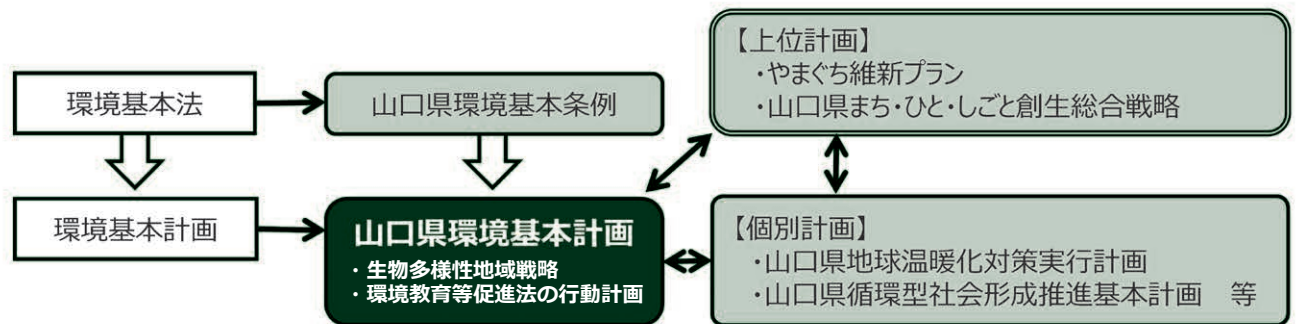 環境基本法
山口県環境基本条例
【上位計画】
・やまぐち維新プラン
・山口県まち・ひと・しごと創生総合戦略
環境基本計画
山口県環境基本計画
・生物多様性地域戦略
・環境教育等促進法の行動計画
【個別計画】
・山口県地球温暖化対策実行計画
・山口県循環型社会形成推進基本計画　等